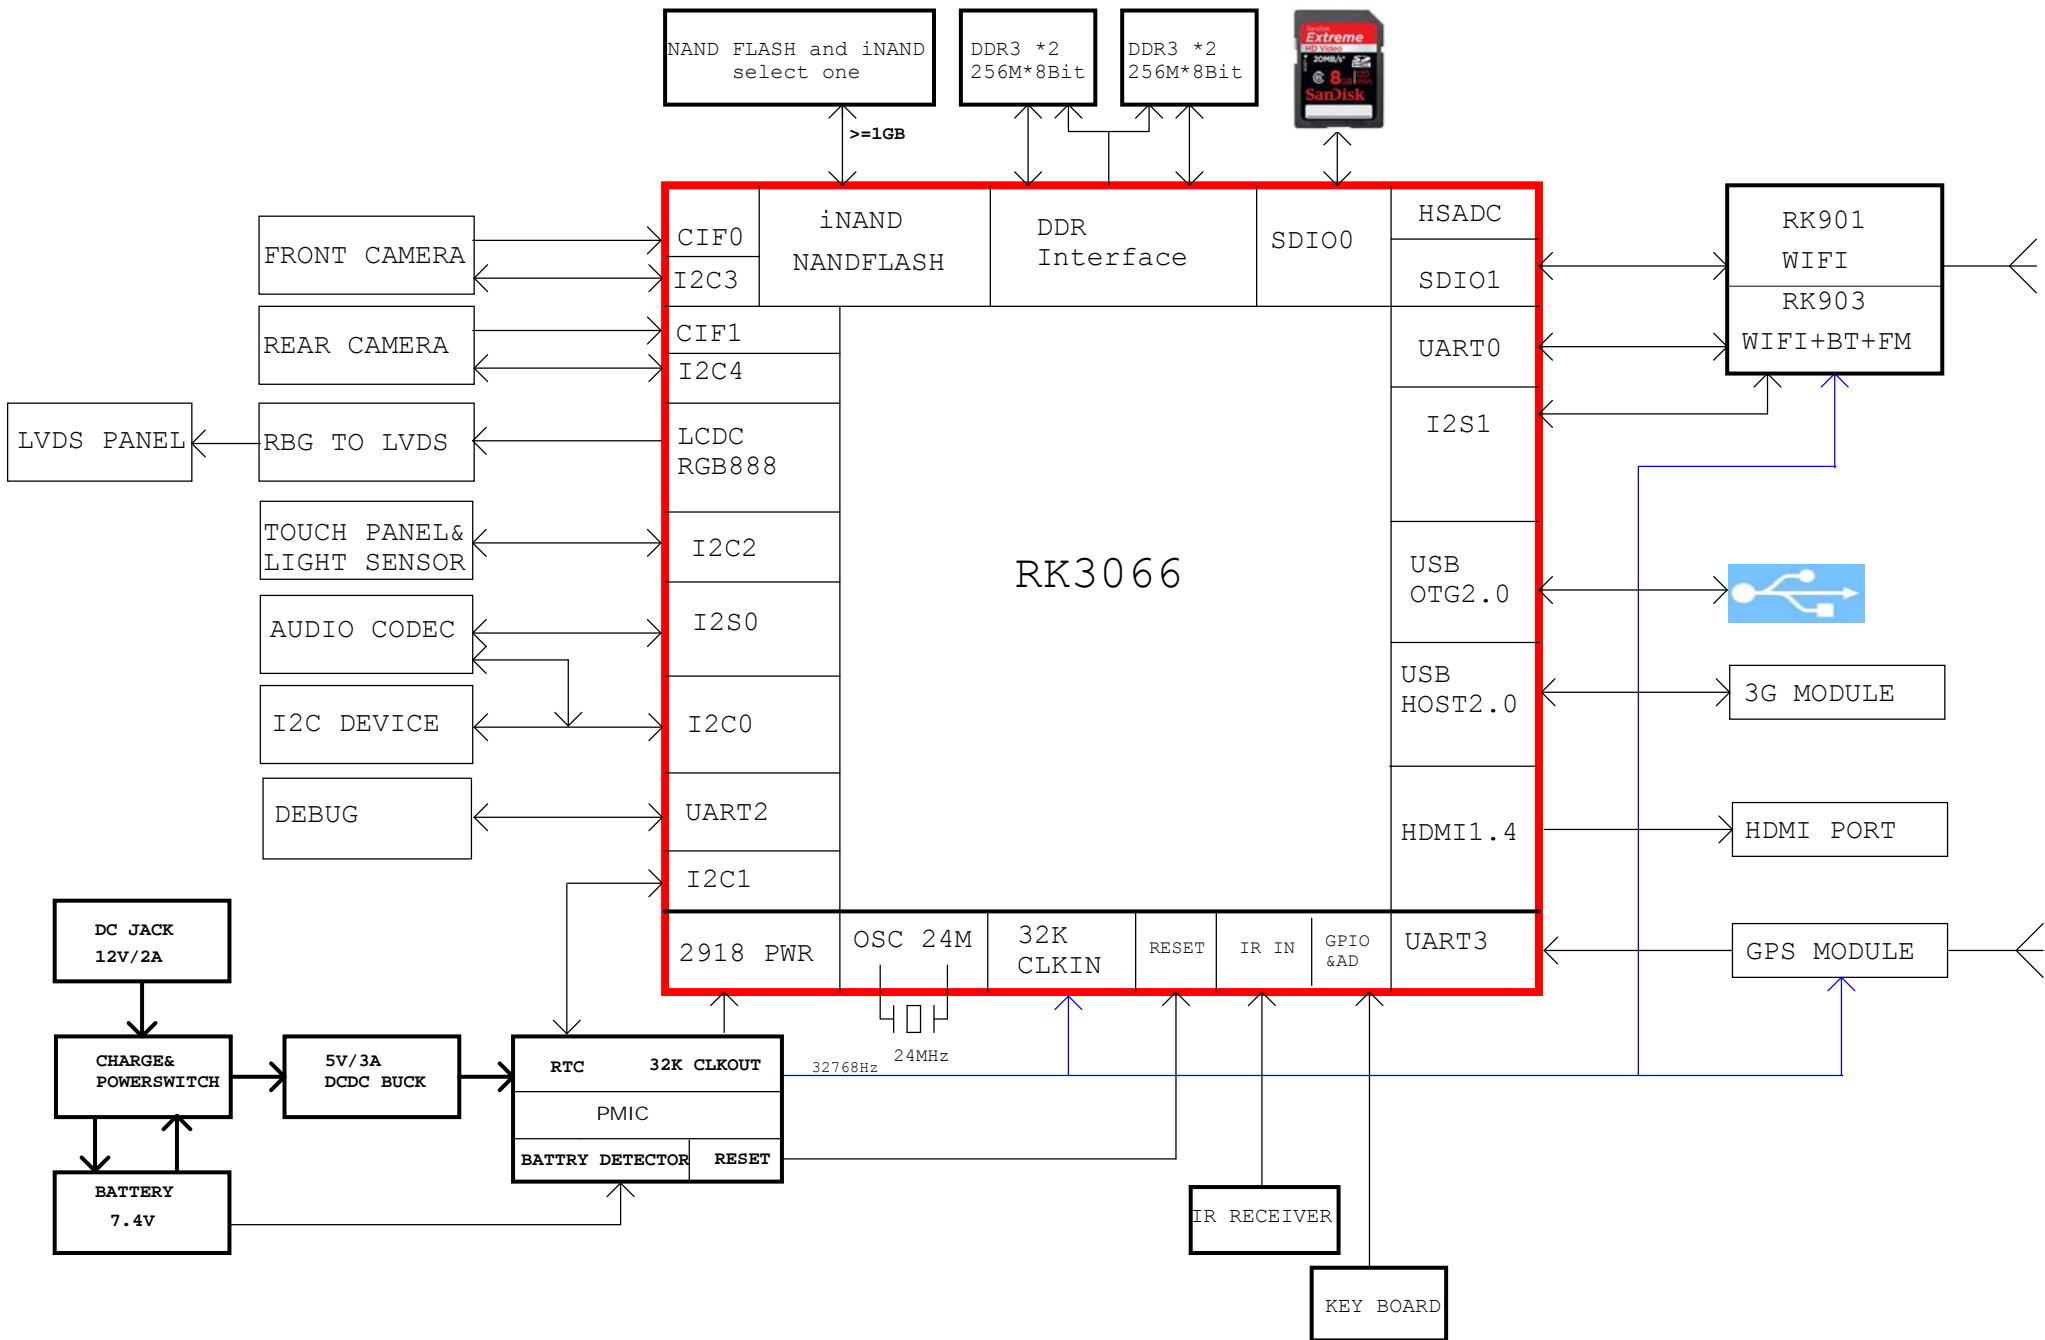 NAND FLASH and iNAND
select one
DDR3 *2
256M*8Bit
DDR3 *2
256M*8Bit
SanDisk
Extreme
HD Video
20MB/s*
8
SanDisk
>=1GB
FRONT CAMERA
REAR CAMERA
LVDS PANEL
RBG TO LVDS
TOUCH PANEL&
LIGHT SENSOR
AUDIO CODEC
I2C DEVICE
DEBUG
CIF0
I2C3
iNAND
NANDFLASH
DDR
Interface
SDIO0
HSADC
SDIO1
CIF1
I2C4
LCDC
RGB888
I2C2
I2S0
I2C0
UART2
I2C1
RK3066
UART0
I2S1
USB
OTG2.0
USB
HOST2.0
HDMI1.4
2918 PWR
OSC 24M
32K
CLKIN
RESET
IR IN
GPIO
&AD
UART3
RK901
WIFI
RK903
WIFI+BT+FM
3G MODULE
HDMI PORT
GPS MODULE
DC JACK
12V/2A
CHARGE&
POWERSWITCH
5V/3A
DCDC BUCK
BATTERY
7.4V
RTC
32K CLKOUT
PMIC
BATTRY DETECTOR
RESET
32768Hz
24MHz
IR RECEIVER
KEY BOARD